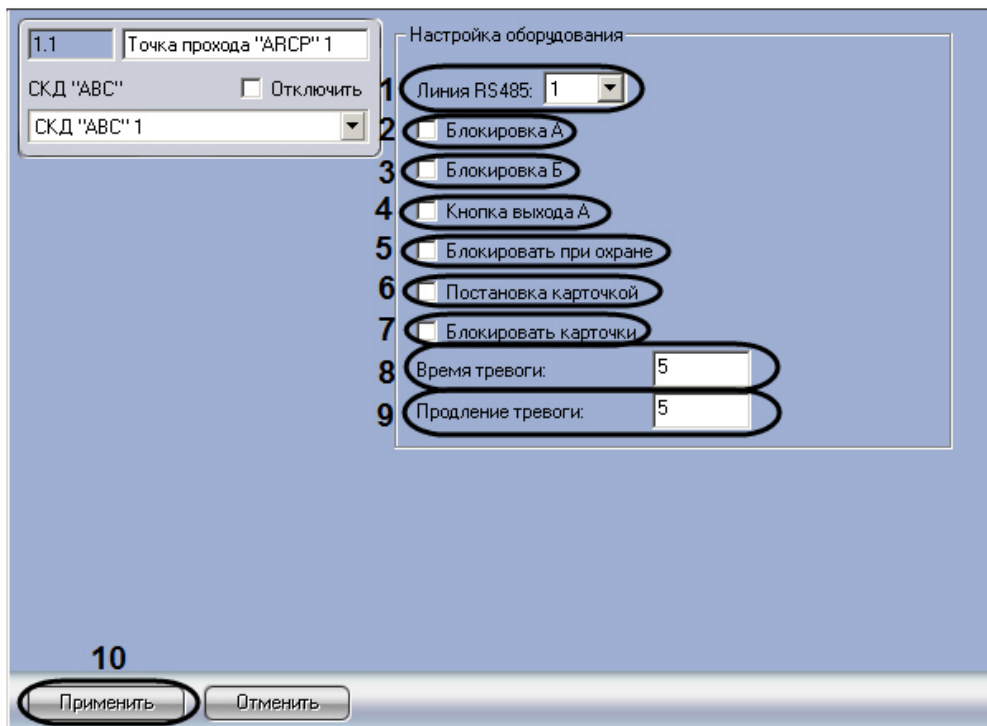 1.1 Точка прохода "ARCP" 1
СКД "ABC" Отключить
СКД "ABC" 1
Настройка оборудования
1 Линия RS485: 1
2 Блокировка А
3 Блокировка Б
4 Кнопка выхода А
5 Блокировать при охране
6 Постановка карточкой
7 Блокировать карточки
8 Время тревоги: 5
9 Продление тревоги: 5
10
Применить Отменить